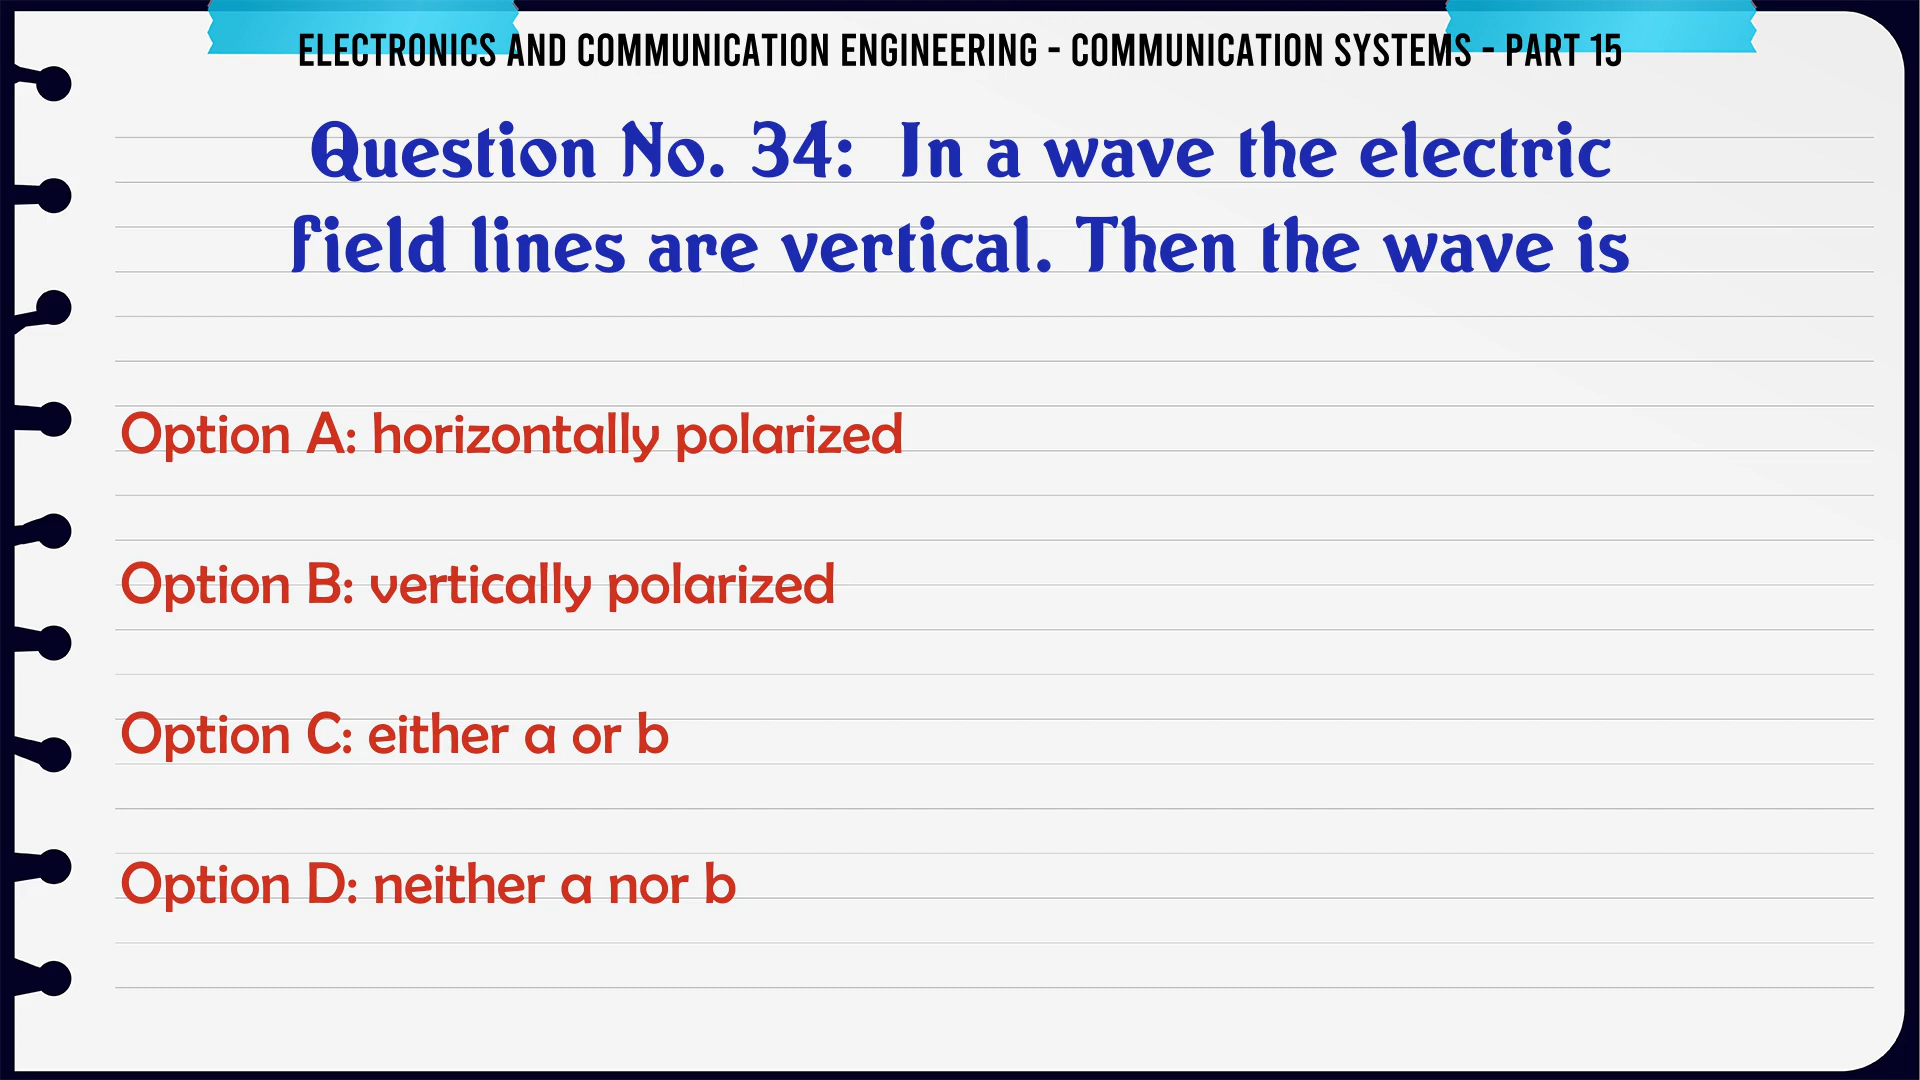 ELECTRONICS AND COMMUNICATION ENGINEERING - COMMUNICATION SYSTEMS - PART 15
Question No. 34: In a wave the electric
field lines are vertical. Then the wave is
Option A: horizontally polarized
Option B: vertically polarized
Option C: either a or b
Option D: neither a nor b